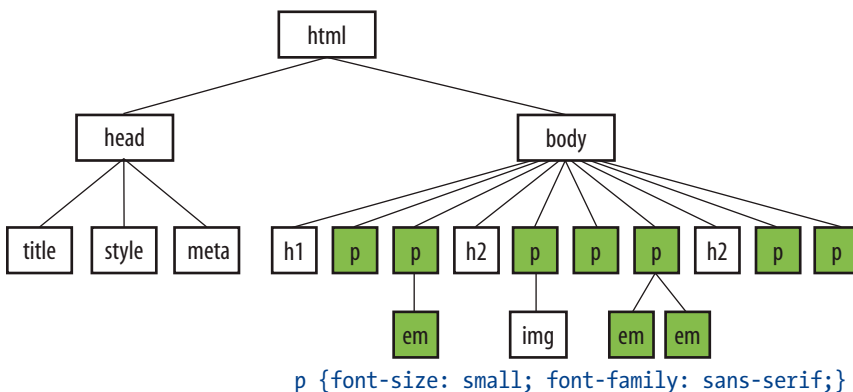 html
head body
title style meta h1 p p h2 p p p h2 p p
em img em em
p {font-size: small; font-family: sans-serif;}